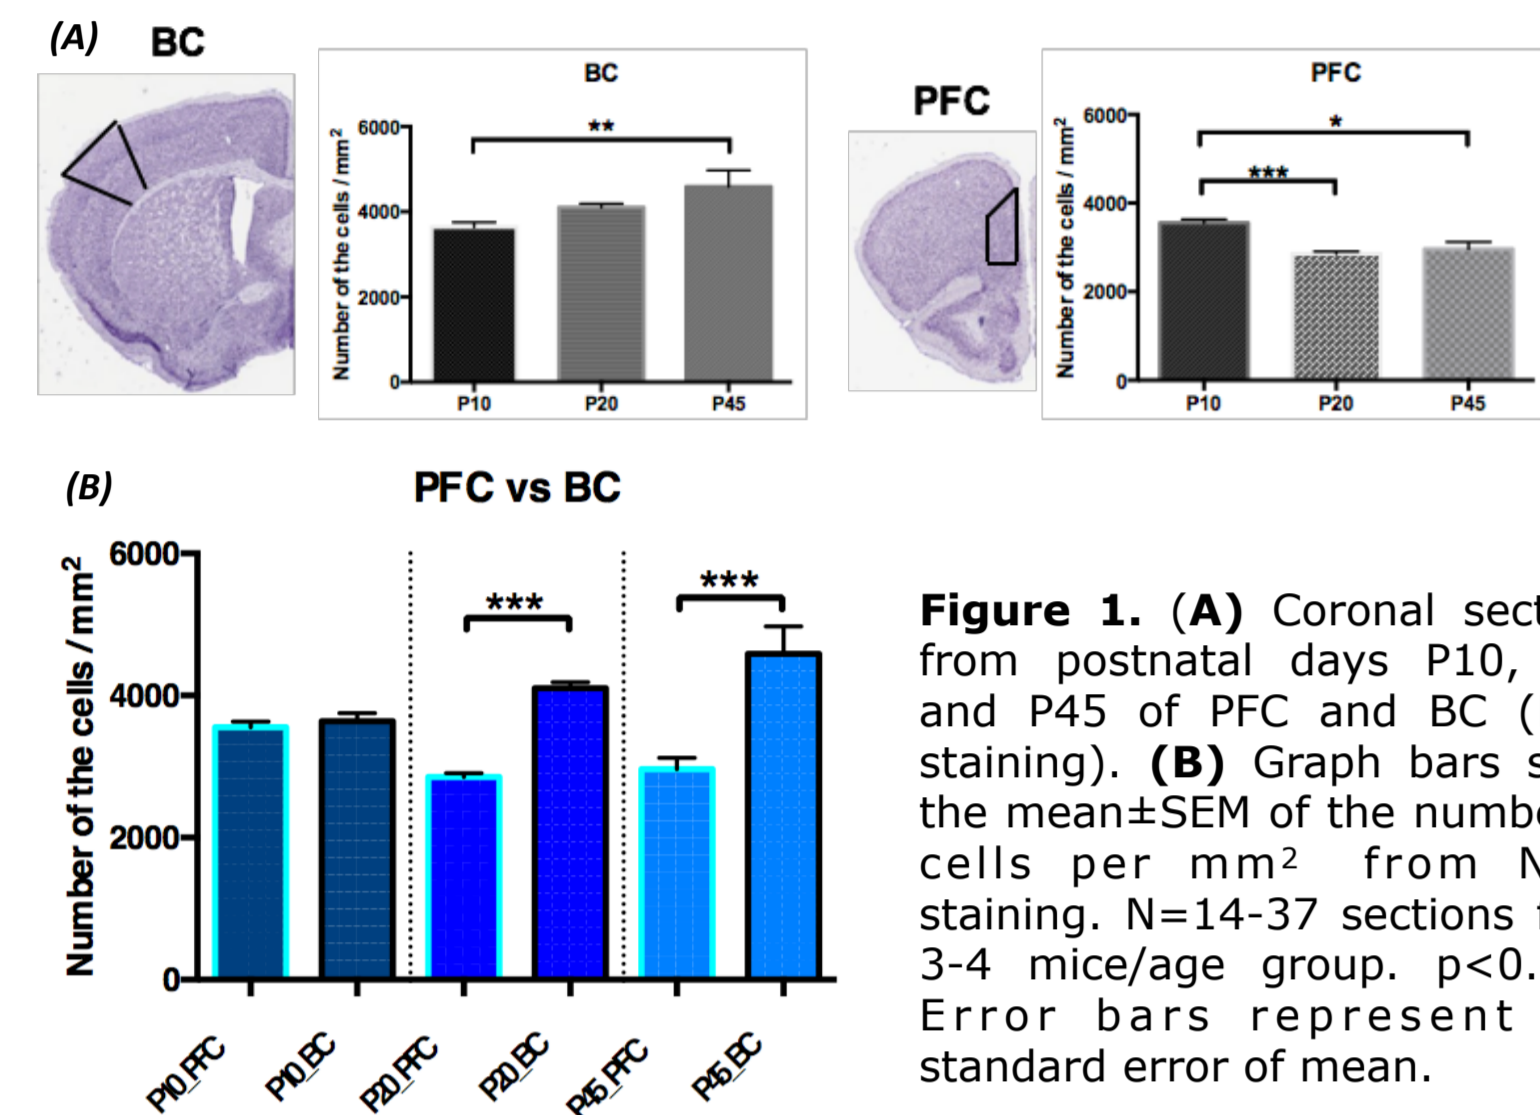 (A) BC
BC
Number of the cells / mm2
6000
4000
2000
0
**
P10 P20 P45
PFC
PFC
Number of the cells / mm2
6000
4000
2000
0
*
***
P10 P20 P45
(B) PFC vs BC
Number of the cells / mm2
6000
4000
2000
0
***
***
P10_PFC P10_BC P20_PFC P20_BC P45_PFC P45_BC
Figure 1. (A) Coronal
from postnatal days P10,
and P45 of PFC and BC (
staining). (B) Graph bars
the mean±SEM of the
cells per mm2 from
staining. N=14-37 sections
3-4 mice/age group. p<0.
Error bars represent
standard error of mean.